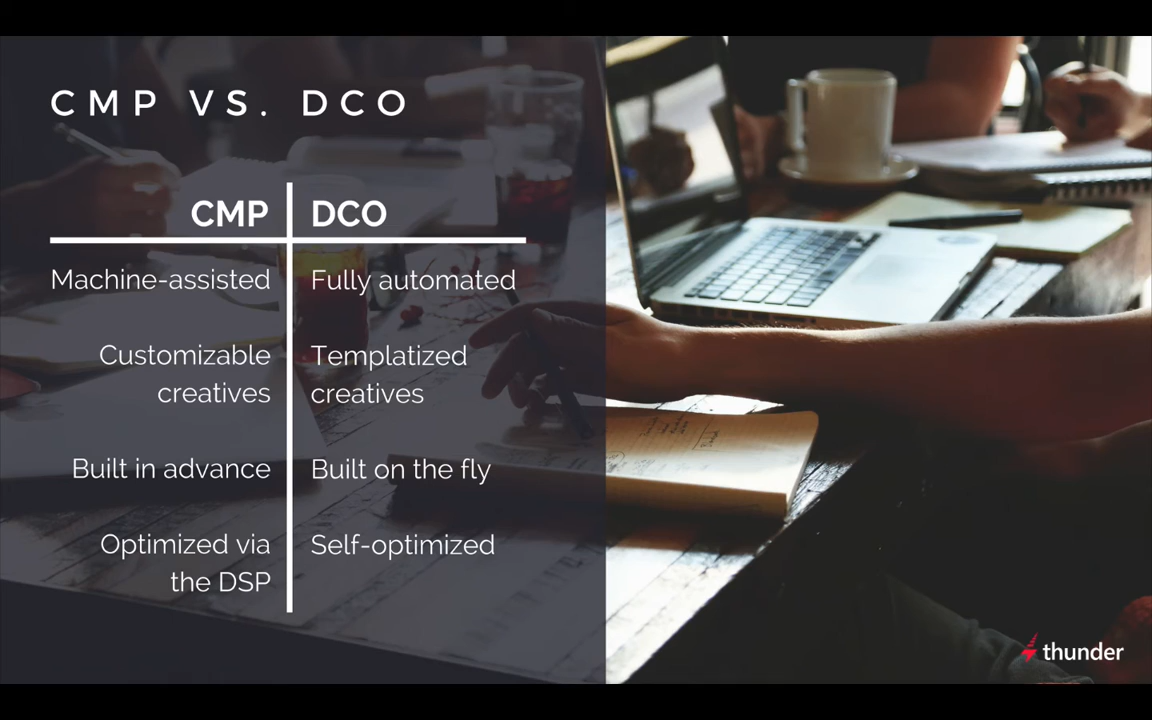 CMP VS. DCO
CMP
DCO
Machine-assisted
Fully automated
Customizable
creatives
Templatized
creatives
Built in advance
Built on the fly
Optimized via
the DSP
Self-optimized
thunder